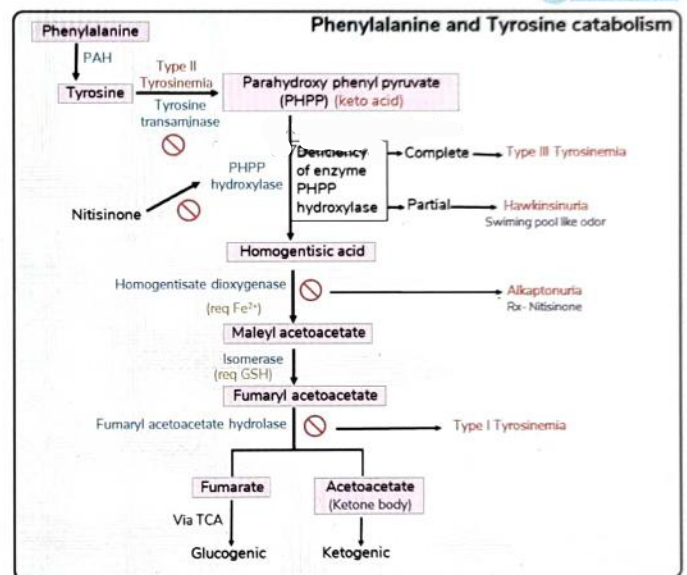 Phenylalanine and Tyrosine catabolism
Phenylalanine
PAH
Type II
Tyrosinemia
Tyrosine
Tyrosine
transaminase
Parahydroxy phenyl pyruvate
(PHPP) (keto acid)
Deficiency
of enzyme
PHPP
hydroxylase
Complete
Type III Tyrosinemia
Partial
Hawkinsinuria
Swiming pool like odor
PHPP
hydroxylase
Nitisinone
Homogentisic acid
Homogentisate dioxygenase
(req Fe²⁺)
Alkaptonuria
Rx- Nitisinone
Maleyl acetoacetate
Isomerase
(req GSH)
Fumaryl acetoacetate
Fumaryl acetoacetate hydrolase
Type I Tyrosinemia
Fumarate
Acetoacetate
(Ketone body)
Via TCA
Glucogenic
Ketogenic